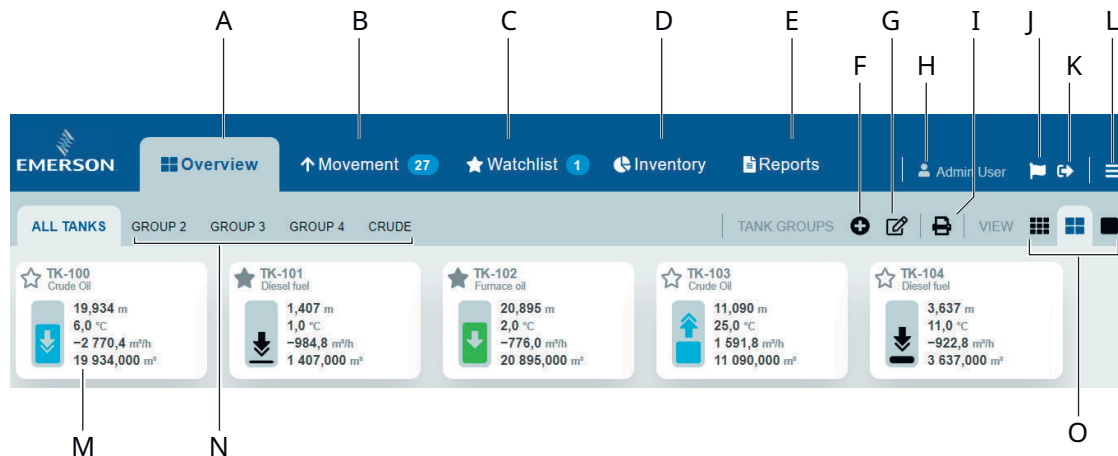 A B C D E F G H I J K L
EMERSON Overview Movement 27 Watchlist 1 Inventory Reports Admin User
ALL TANKS GROUP 2 GROUP 3 GROUP 4 CRUDE TANK GROUPS VIEW
TK-100
Crude Oil
19,934 m
6,0 °C
−2 770,4 m³/h
19 934,000 m³
TK-101
Diesel fuel
1,407 m
1,0 °C
−984,8 m³/h
1 407,000 m³
TK-102
Furnace oil
20,895 m
2,0 °C
−776,0 m³/h
20 895,000 m³
TK-103
Crude Oil
11,090 m
25,0 °C
1 591,8 m³/h
11 090,000 m³
TK-104
Diesel fuel
3,637 m
11,0 °C
−922,8 m³/h
3 637,000 m³
M N O